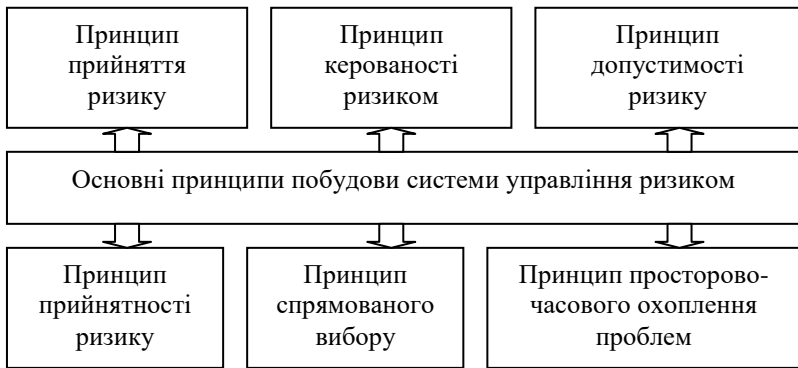 Принцип
прийняття
ризику
Принцип
керованості
ризиком
Принцип
допустимості
ризику
Основні принципи побудови системи управління ризиком
Принцип
прийнятності
ризику
Принцип
спрямованого
вибору
Принцип просторово-
часового охоплення
проблем